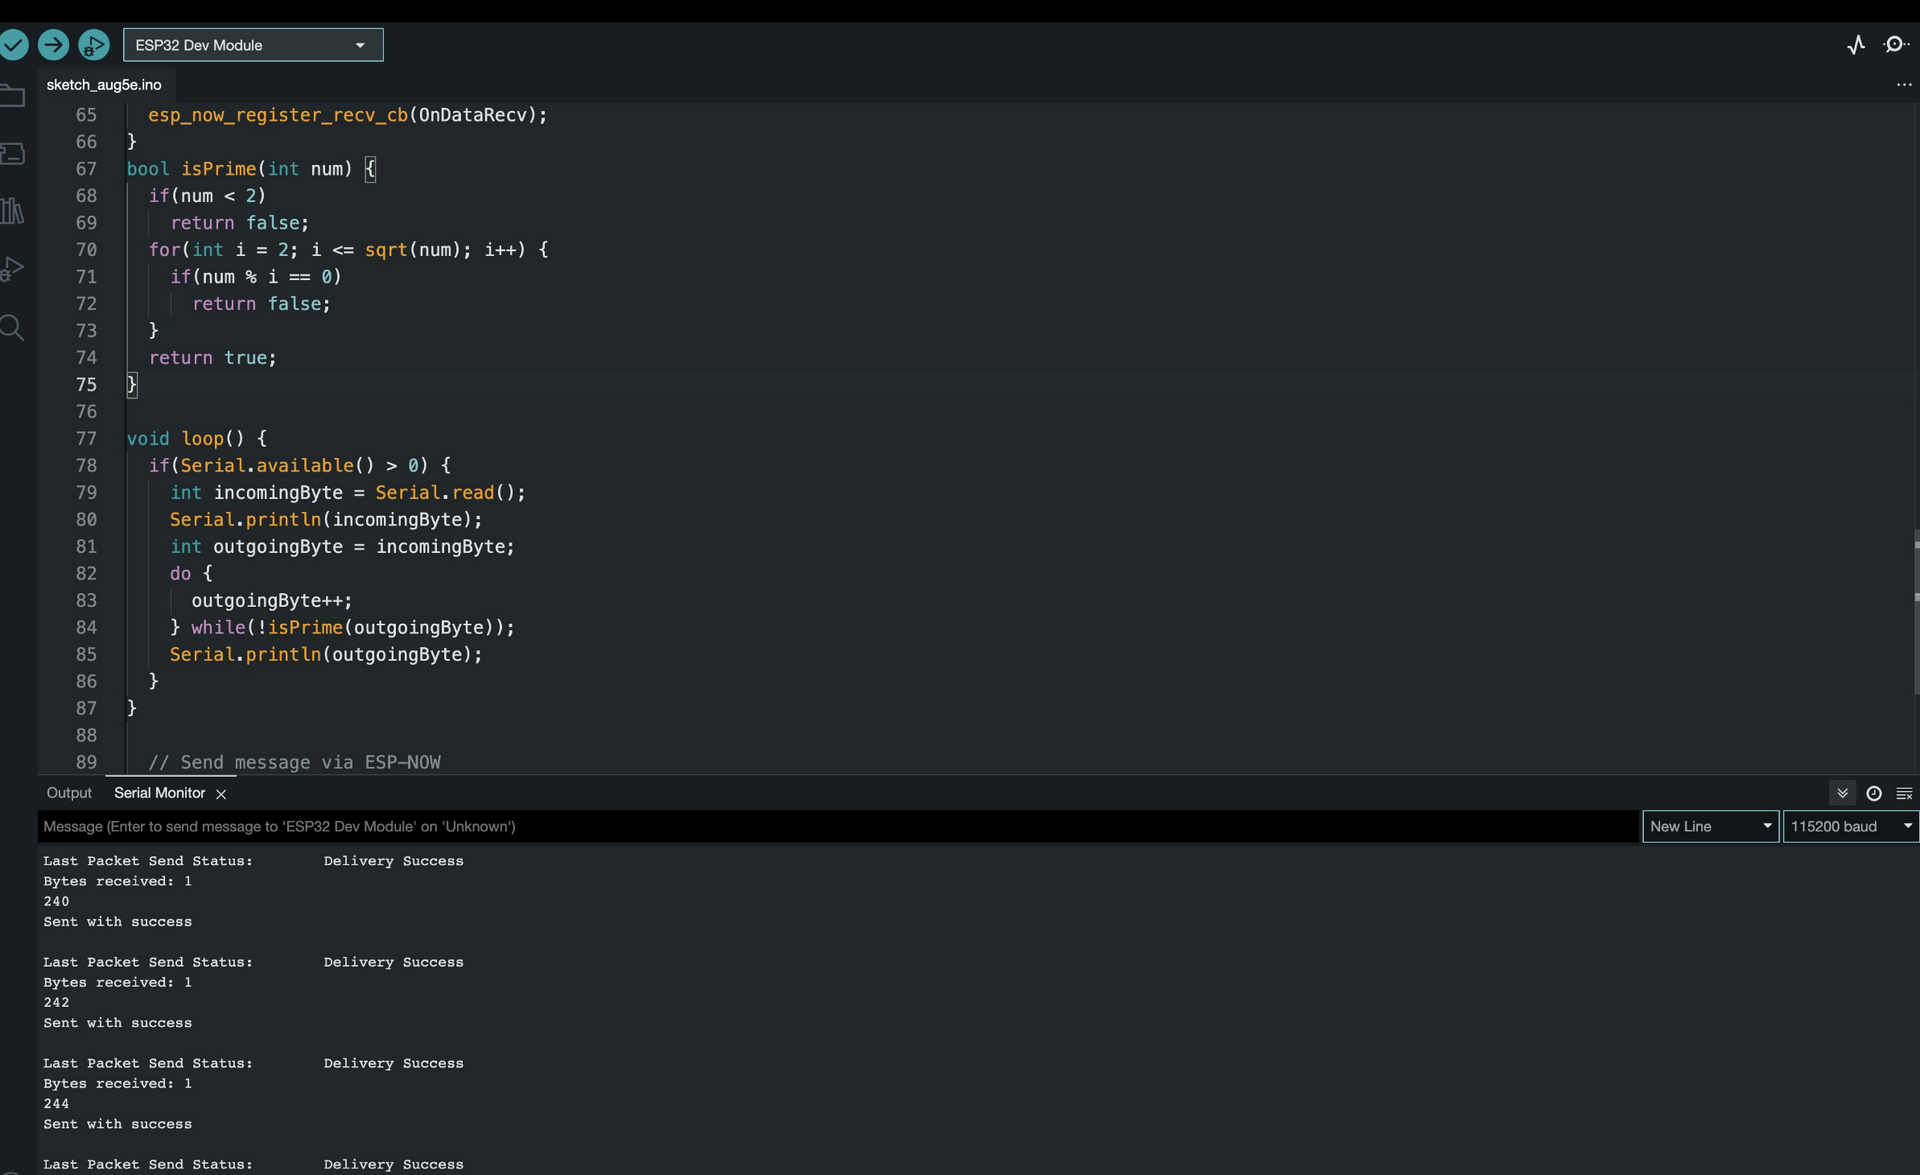 ESP32 Dev Module
sketch_aug5e.ino
65 esp_now_register_recv_cb(OnDataRecv);
66 }
67 bool isPrime(int num) {
68 if(num < 2)
69 return false;
70 for(int i = 2; i <= sqrt(num); i++) {
71 if(num % i == 0)
72 return false;
73 }
74 return true;
75 }
76
77 void loop() {
78 if(Serial.available() > 0) {
79 int incomingByte = Serial.read();
80 Serial.println(incomingByte);
81 int outgoingByte = incomingByte;
82 do {
83 outgoingByte++;
84 } while(!isPrime(outgoingByte));
85 Serial.println(outgoingByte);
86 }
87 }
88
89 // Send message via ESP-NOW
Output Serial Monitor
Message (Enter to send message to 'ESP32 Dev Module' on 'Unknown') New Line 115200 baud
Last Packet Send Status: Delivery Success
Bytes received: 1
240
Sent with success
Last Packet Send Status: Delivery Success
Bytes received: 1
242
Sent with success
Last Packet Send Status: Delivery Success
Bytes received: 1
244
Sent with success
Last Packet Send Status: Delivery Success